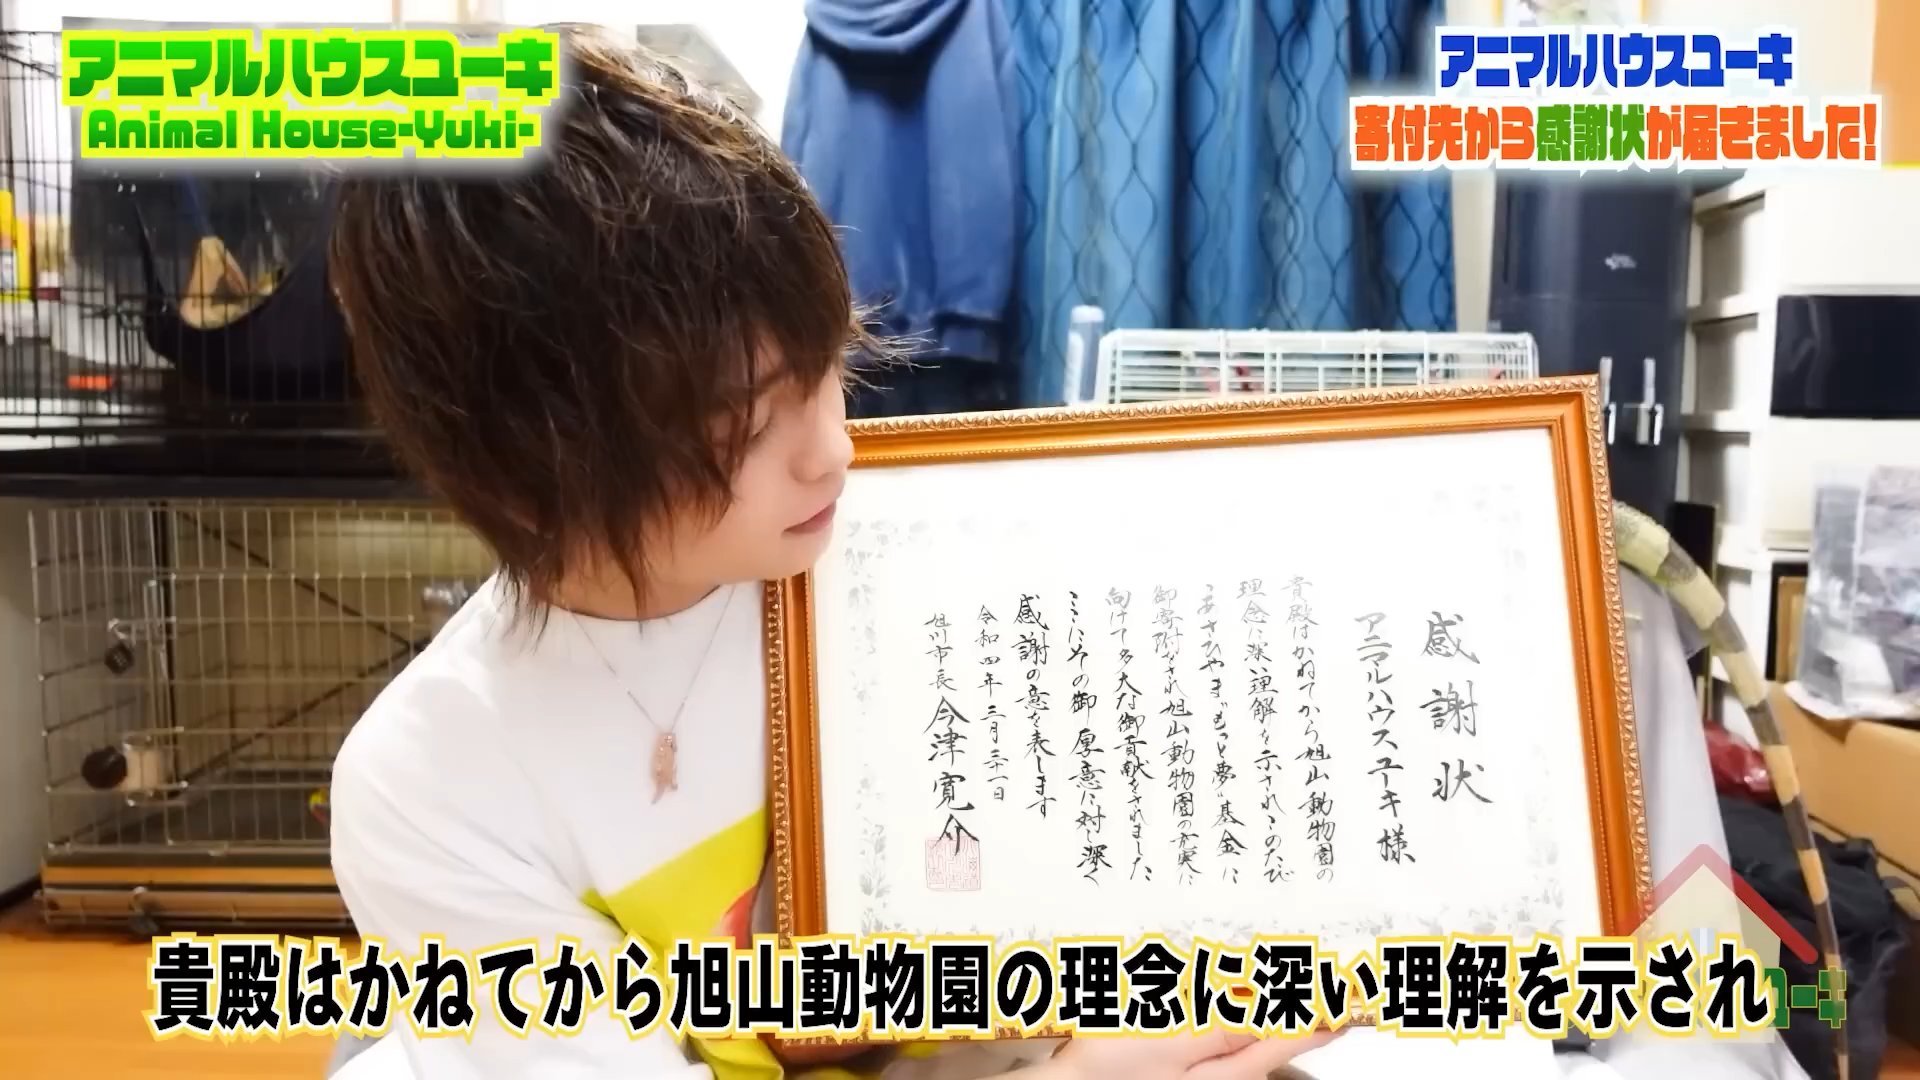 アニマルハウスユーキ
Animal House-Yuki-
アニマルハウスユーキ
寄付先から感謝状が届きました!
感謝状
アニマルハウスユーキ 様
貴殿はかねてから旭山動物園の
理念に深い理解を示されこのたび
あさひやま“もっと夢”基金に
御寄附なされ旭山動物園の充実に
向けて多大な御貢献をされました
ここにその御厚意に対し深く
感謝の意を表します
令和四年三月三十一日
旭川市長 今津寛介
貴殿はかねてから旭山動物園の理念に深い理解を示され
ユーキ